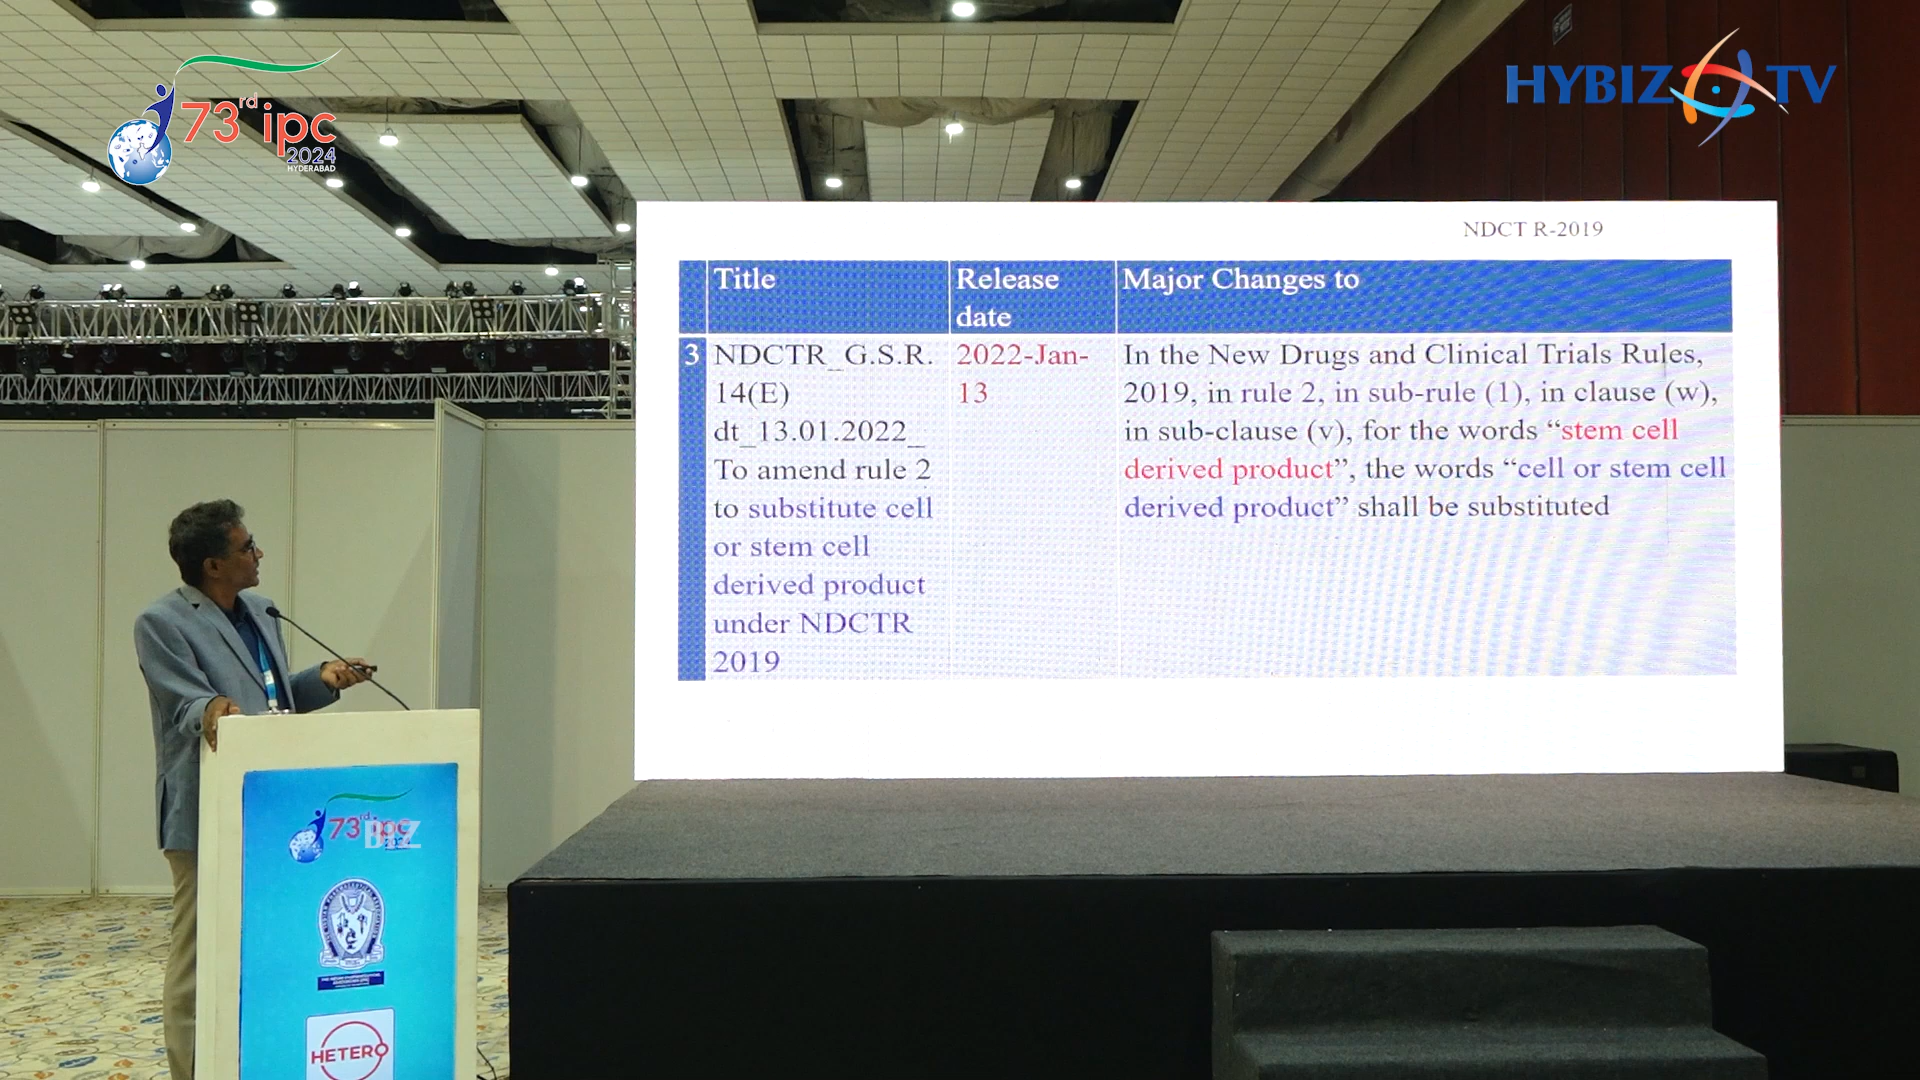 73rd ipc
2024
HYDERABAD
HYBIZ TV
NDCT R-2019
Title
Release
date
Major Changes to
3
NDCTR_G.S.R.
14(E)
dt_13.01.2022_
To amend rule 2
to substitute cell
or stem cell
derived product
under NDCTR
2019
2022-Jan-
13
In the New Drugs and Clinical Trials Rules,
2019, in rule 2, in sub-rule (1), in clause (w),
in sub-clause (v), for the words “stem cell
derived product”, the words “cell or stem cell
derived product” shall be substituted
73rd ipc
BIZ
HETERO